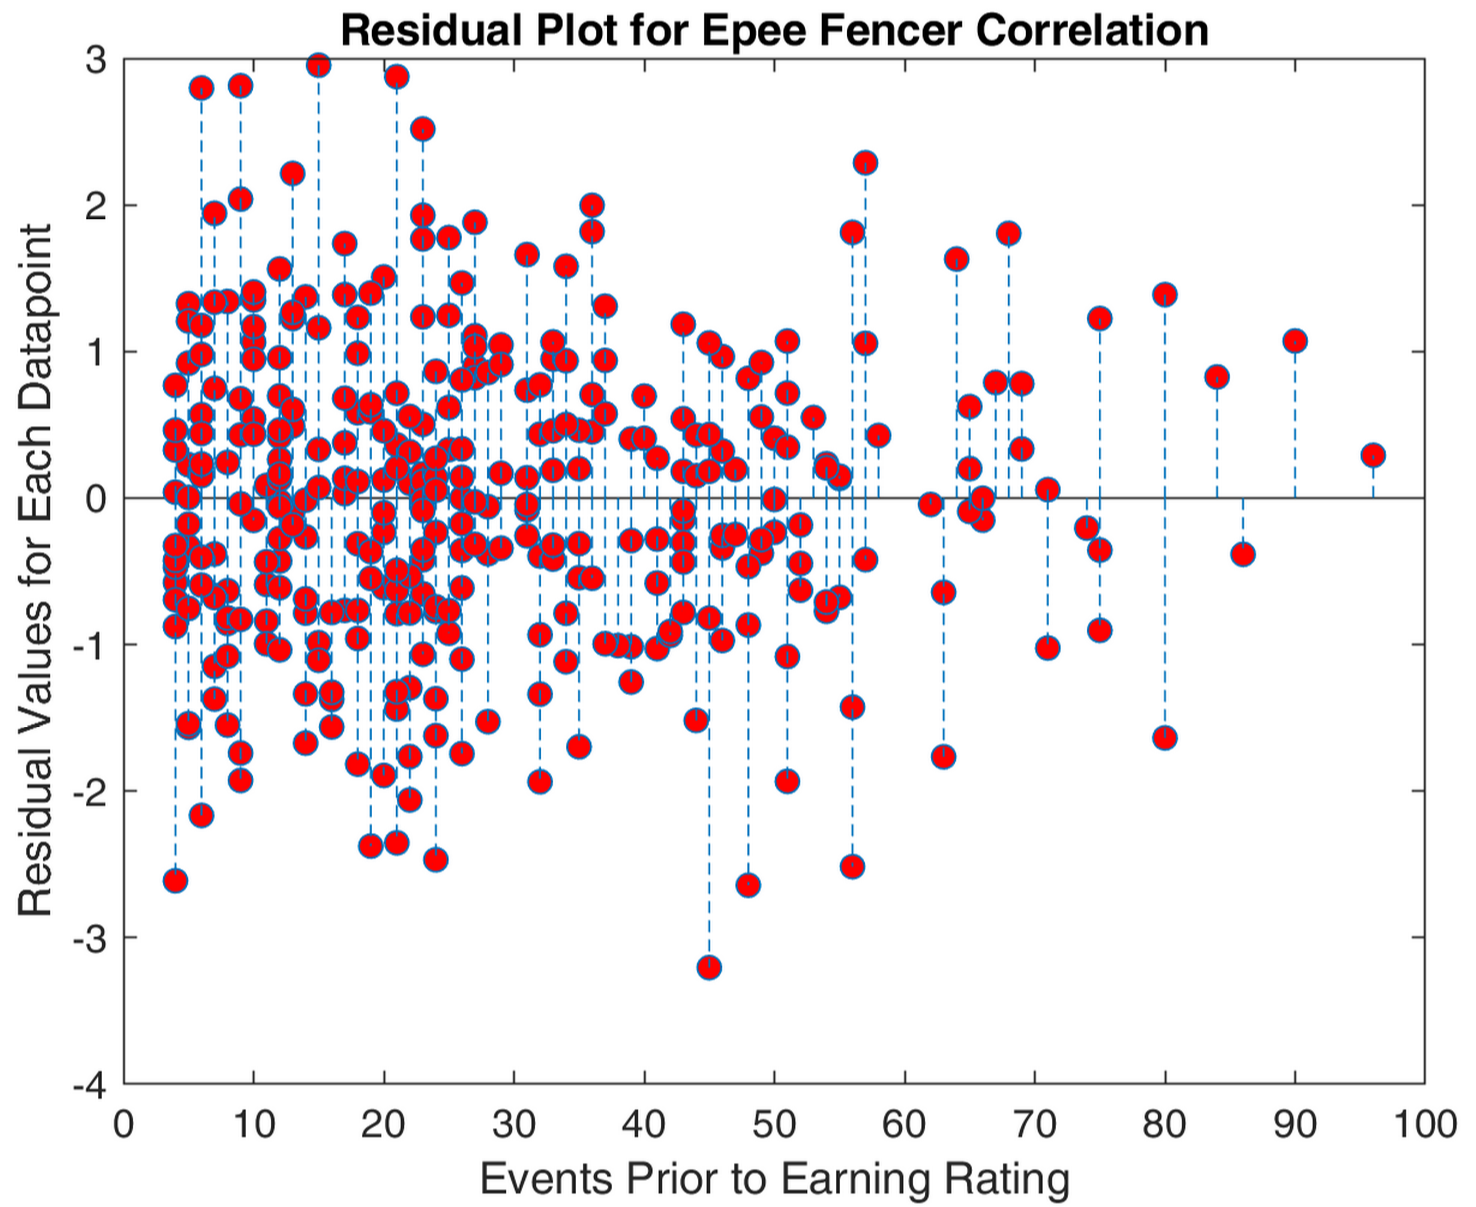 Residual Plot for Epee Fencer Correlation
3
2
1
0
-1
-2
-3
-4
Residual Values for Each Datapoint
0 10 20 30 40 50 60 70 80 90 100
Events Prior to Earning Rating